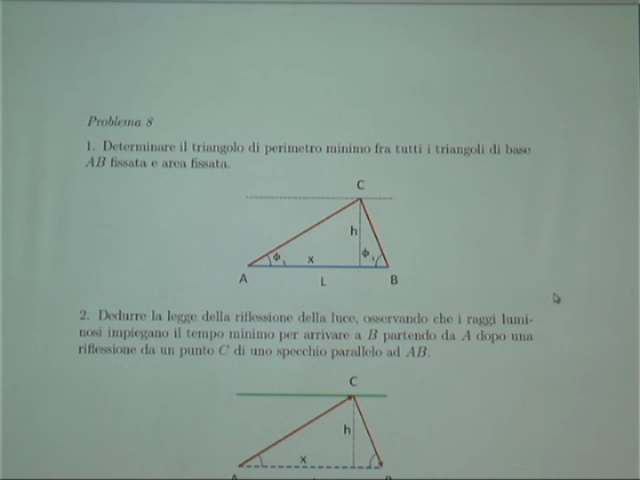 Problema 8
1. Determinare il triangolo di perimetro minimo fra tutti i triangoli di base
AB fissata e area fissata.
C
h
ϕ₁ x ϕ₂
A L B
2. Dedurre la legge della riflessione della luce, osservando che i raggi lumi-
nosi impiegano il tempo minimo per arrivare a B partendo da A dopo una
riflessione da un punto C di uno specchio parallelo ad AB.
C
h
x